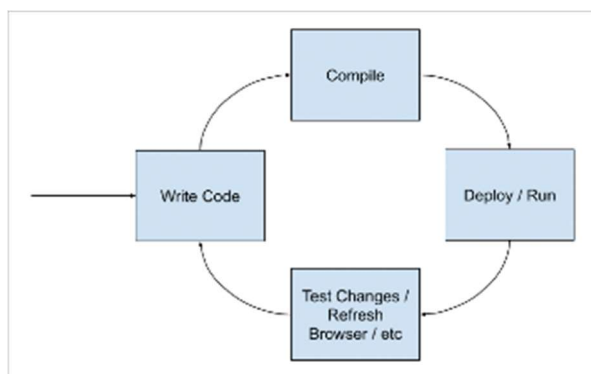 Compile
Write Code
Deploy / Run
Test Changes /
Refresh
Browser / etc